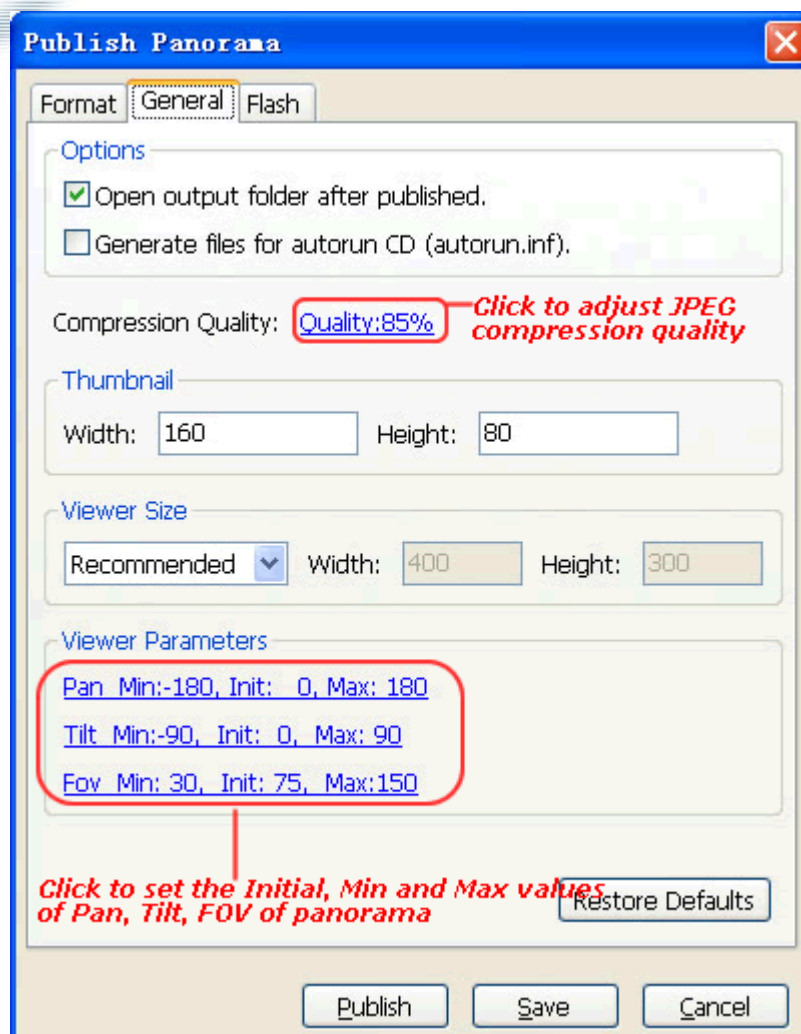 Publish Panorama
Format General Flash
Options
Open output folder after published.
Generate files for autorun CD (autorun.inf).
Compression Quality: Quality:85%
Click to adjust JPEG
compression quality
Thumbnail
Width: 160 Height: 80
Viewer Size
Recommended Width: 400 Height: 300
Viewer Parameters
Pan Min:-180, Init: 0, Max: 180
Tilt Min:-90, Init: 0, Max: 90
Fov Min: 30, Init: 75, Max:150
Click to set the Initial, Min and Max values
of Pan, Tilt, FOV of panorama
Restore Defaults
Publish Save Cancel